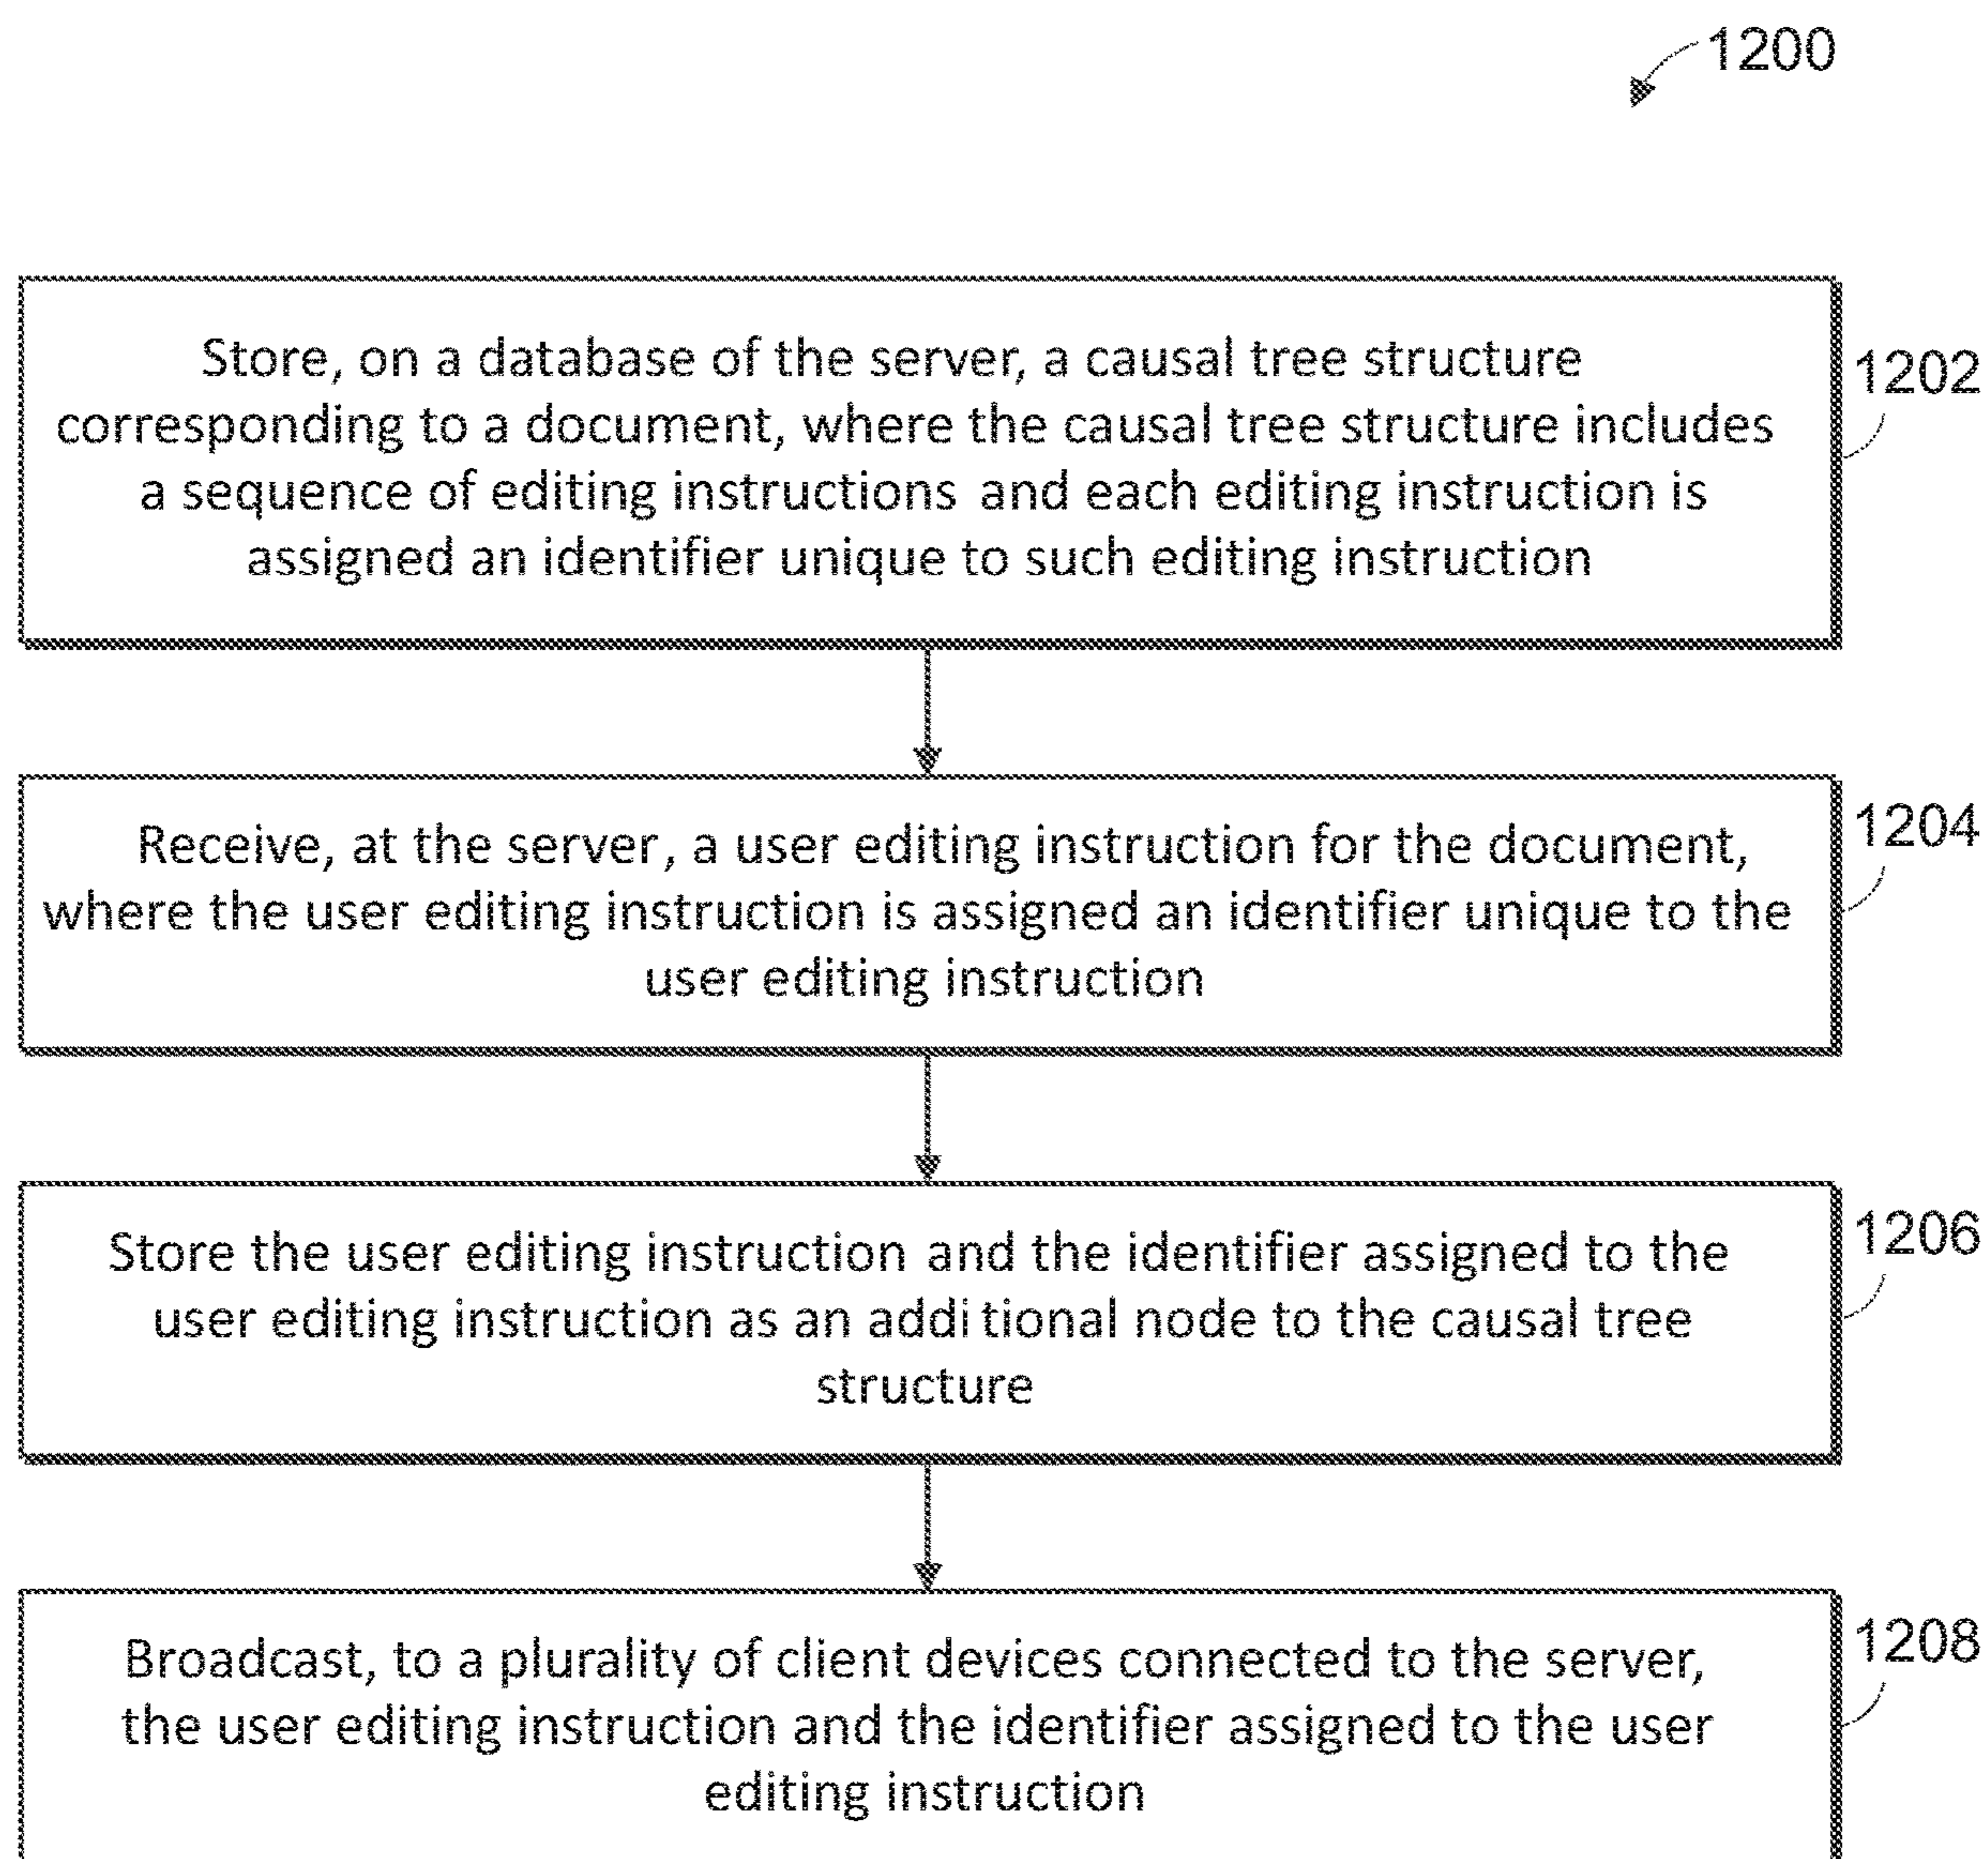 1200
Store, on a database of the server, a causal tree structure
corresponding to a document, where the causal tree structure includes
a sequence of editing instructions and each editing instruction is
assigned an identifier unique to such editing instruction
1202
Receive, at the server, a user editing instruction for the document,
where the user editing instruction is assigned an identifier unique to the
user editing instruction
1204
Store the user editing instruction and the identifier assigned to the
user editing instruction as an additional node to the causal tree
structure
1206
Broadcast, to a plurality of client devices connected to the server,
the user editing instruction and the identifier assigned to the user
editing instruction
1208